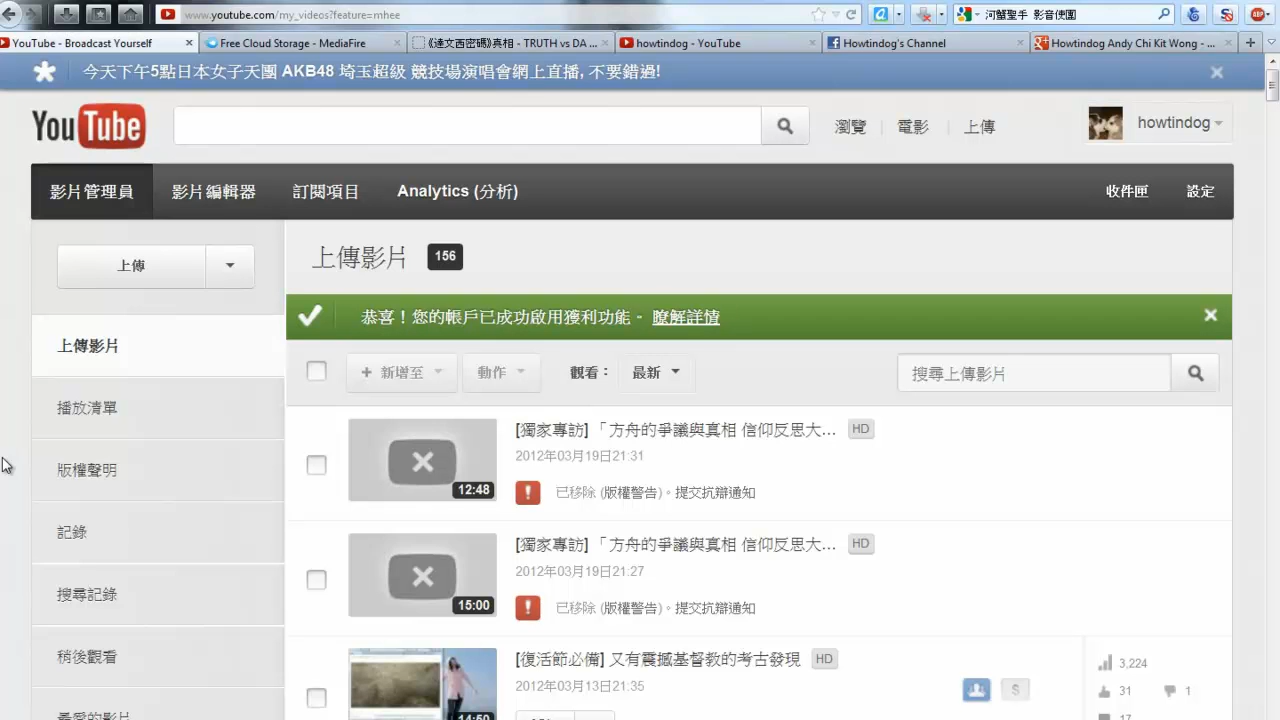 www.youtube.com/my_videos?feature=mhee
河蟹聖手 影音使團
YouTube - Broadcast Yourself
Free Cloud Storage - MediaFire
《達文西密碼》真相 - TRUTH vs DA ...
howtindog - YouTube
Howtindog's Channel
Howtindog Andy Chi Kit Wong - ...
今天下午5點日本女子天團 AKB48 埼玉超級 競技場演唱會網上直播, 不要錯過!
YouTube
瀏覽
電影
上傳
howtindog
影片管理員
影片編輯器
訂閱項目
Analytics (分析)
收件匣
設定
上傳
上傳影片 156
恭喜！您的帳戶已成功啟用獲利功能。 瞭解詳情
上傳影片
+ 新增至
動作
觀看：
最新
搜尋上傳影片
播放清單
版權聲明
記錄
搜尋記錄
稍後觀看
最愛的影片
[獨家專訪]「方舟的爭議與真相 信仰反思大... HD
2012年03月19日21:31
12:48
已移除 (版權警告)。提交抗辯通知
[獨家專訪]「方舟的爭議與真相 信仰反思大... HD
2012年03月19日21:27
15:00
已移除 (版權警告)。提交抗辯通知
[復活節必備] 又有震撼基督教的考古發現 HD
2012年03月13日21:35
14:50
$
3,224
31
1
17